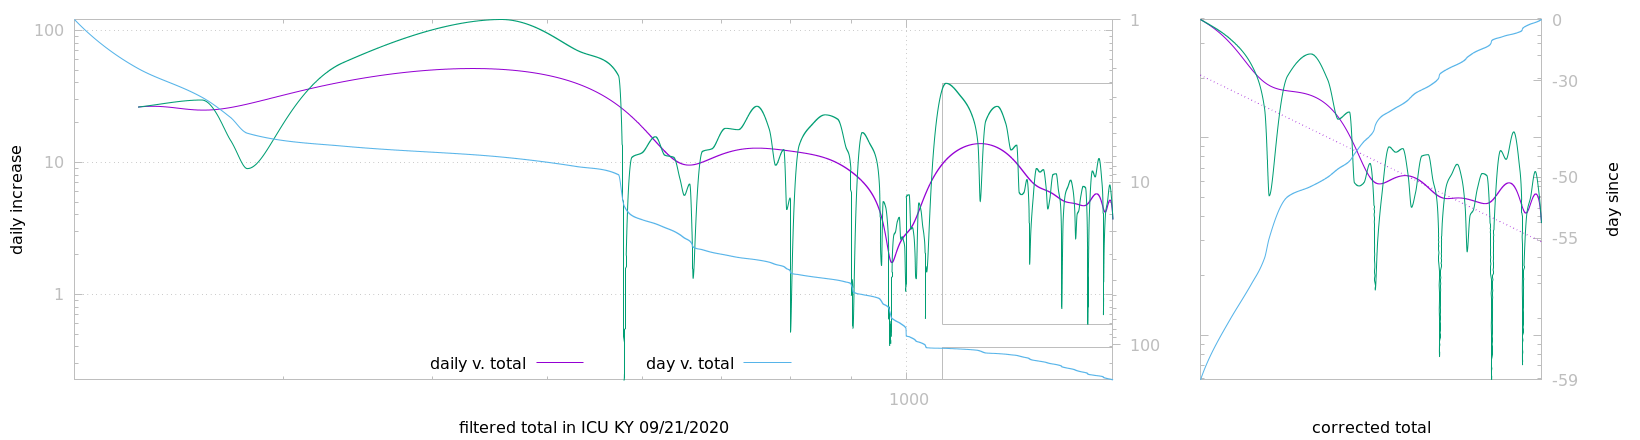 100
10
1
daily increase
daily v. total
day v. total
1
10
100
1000
filtered total in ICU KY 09/21/2020
0
-30
-50
-55
-59
day since
corrected total